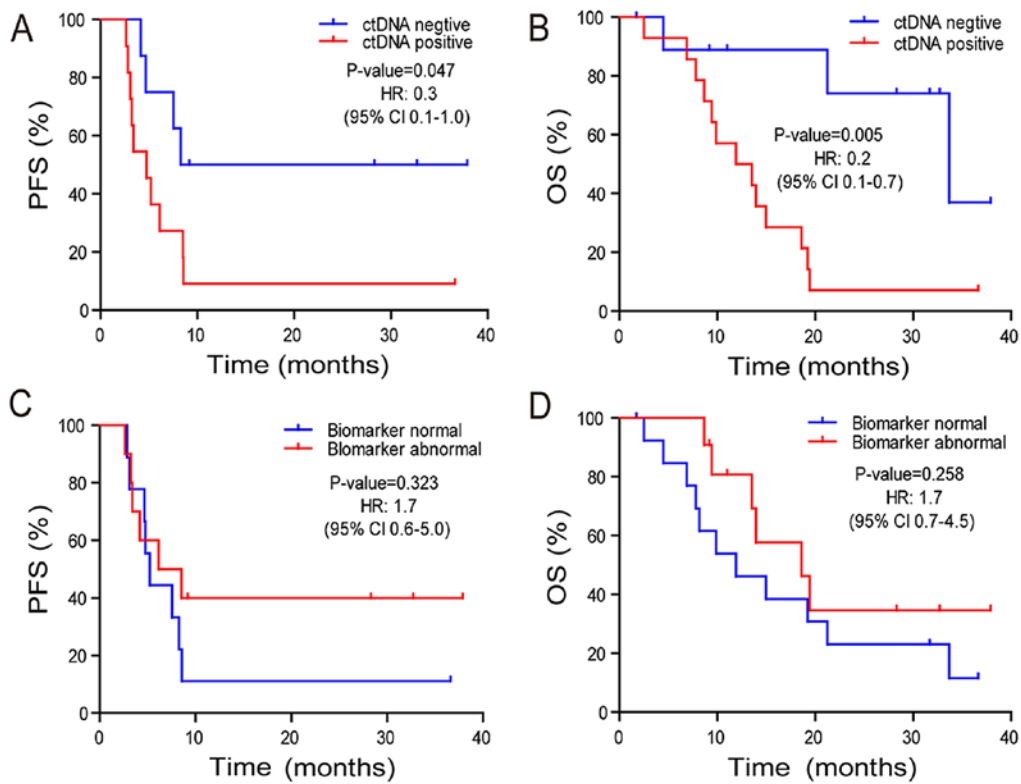 A
ctDNA negtive
ctDNA positive
P-value=0.047
HR: 0.3
(95% CI 0.1-1.0)
PFS (%)
100
80
60
40
20
0
0 10 20 30 40
Time (months)
B
ctDNA negtive
ctDNA positive
P-value=0.005
HR: 0.2
(95% CI 0.1-0.7)
OS (%)
100
80
60
40
20
0
0 10 20 30 40
Time (months)
C
Biomarker normal
Blomarker abnormal
P-value=0.323
HR: 1.7
(95% CI 0.6-5.0)
PFS (%)
100
80
60
40
20
0
0 10 20 30 40
Time (months)
D
Biomarker normal
Biomarker abnormal
P-value=0.258
HR: 1.7
(95% CI 0.7-4.5)
OS (%)
100
80
60
40
20
0
0 10 20 30 40
Time (months)